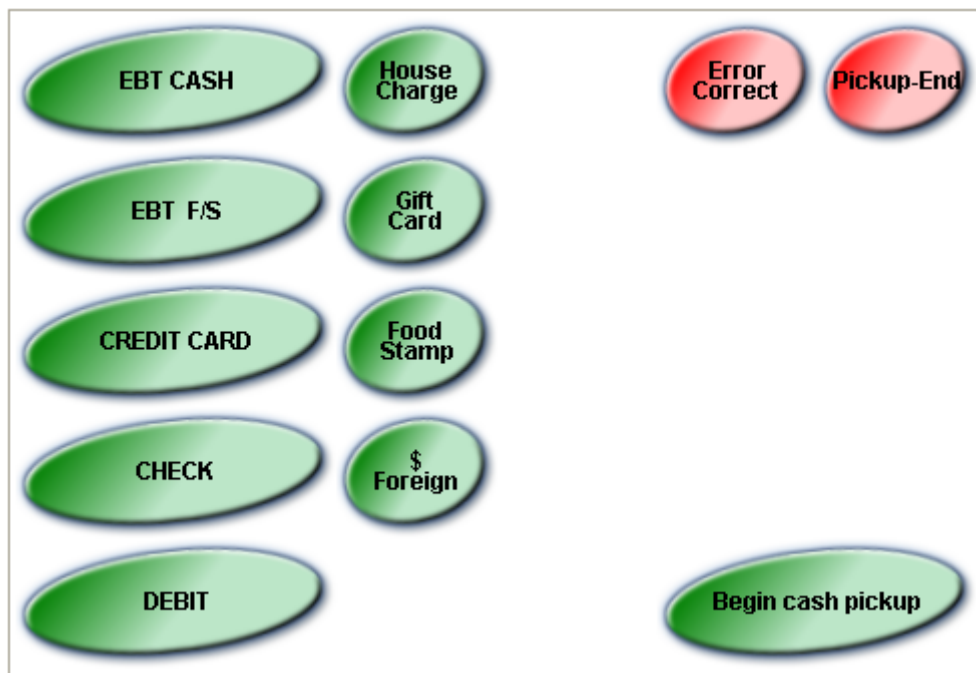 EBT CASH
House
Charge
Error
Correct
Pickup-End
EBT F/S
Gift
Card
CREDIT CARD
Food
Stamp
CHECK
$
Foreign
DEBIT
Begin cash pickup